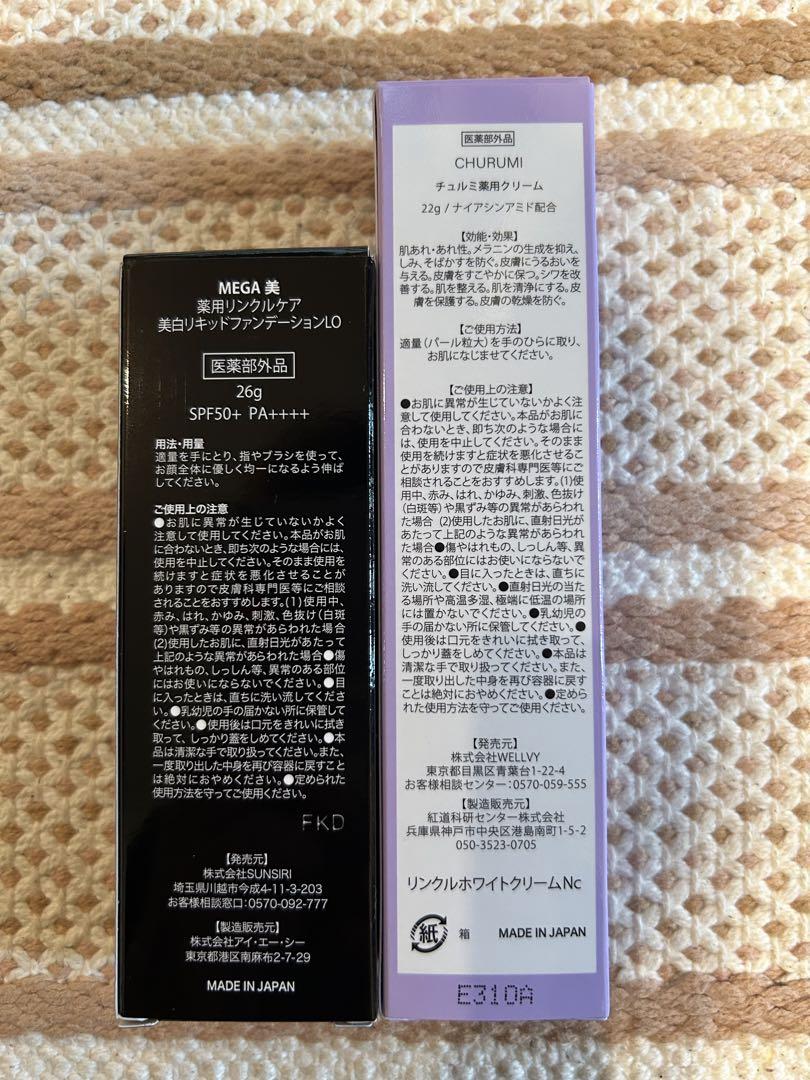 MEGA 美
薬用リンクルケア
美白リキッドファンデーションLO
医薬部外品
26g
SPF50+ PA++++
用法・用量
適量を手にとり、指やブラシを使って、
お顔全体に優しく均一になるよう伸ば
してください。
ご使用上の注意
●お肌に異常が生じていないかよく
注意して使用してください。本品がお肌
に合わないとき、即ち次のような場合には、
使用を中止してください。そのまま使用を
続けますと症状を悪化させることが
ありますので皮膚科専門医等にご相談
されることをおすすめします。(1)使用中、
赤み、はれ、かゆみ、刺激、色抜け(白斑
等)や黒ずみ等の異常があらわれた場合
(2)使用したお肌に、直射日光があたって
上記のような異常があらわれた場合●傷
やはれもの、しっしん等、異常のある部位
にはお使いにならないでください。●目
に入ったときは、直ちに洗い流してくださ
い。●乳幼児の手の届かない所に保管して
ください。●使用後は口元をきれいに拭き
取って、しっかり蓋をしめてください。●本
品は清潔な手で取り扱ってください。また、
一度取り出した中身を再び容器に戻すこと
は絶対におやめください。●定められた
使用方法を守ってご使用ください。
FKD
【発売元】
株式会社SUNSIRI
埼玉県川越市今成4-11-3-203
お客様相談窓口:0570-092-777
【製造販売元】
株式会社アイ・エー・シー
東京都港区南麻布2-7-29
MADE IN JAPAN
医薬部外品
CHURUMI
チュルミ薬用クリーム
22g / ナイアシンアミド配合
【効能・効果】
肌あれ・あれ性。メラニンの生成を抑え、
しみ、そばかすを防ぐ。皮膚にうるおいを
与える。皮膚をすこやかに保つ。シワを改
善する。肌を整える。肌を清浄にする。皮
膚を保護する。皮膚の乾燥を防ぐ。
【ご使用方法】
適量(パール粒大)を手のひらに取り、
お肌になじませてください。
【ご使用上の注意】
●お肌に異常が生じていないかよく注
意して使用してください。本品がお肌に
合わないとき、即ち次のような場合に
は、使用を中止してください。そのまま
使用を続けますと症状を悪化させるこ
とがありますので皮膚科専門医等にご
相談されることをおすすめします。(1)使
用中、赤み、はれ、かゆみ、刺激、色抜け
(白斑等)や黒ずみ等の異常があらわれ
た場合 (2)使用したお肌に、直射日光が
あたって上記のような異常があらわれ
た場合●傷やはれもの、しっしん等、異
常のある部位にはお使いにならないで
ください。●目に入ったときは、直ちに
洗い流してください。●直射日光の当た
る場所や高温多湿、極端に低温の場所
には置かないでください。●乳幼児の
手の届かない所に保管してください。●
使用後は口元をきれいに拭き取って、
しっかり蓋をしめてください。●本品は
清潔な手で取り扱ってください。また、
一度取り出した中身を再び容器に戻す
ことは絶対におやめください。●定めら
れた使用方法を守ってご使用ください。
【発売元】
株式会社WELLVY
東京都目黒区青葉台1-22-4
お客様相談センター:0570-059-555
【製造販売元】
紅道科研センター株式会社
兵庫県神戸市中央区港島南町1-5-2
050-3523-0705
リンクルホワイトクリームNc
紙 箱 MADE IN JAPAN
E310A